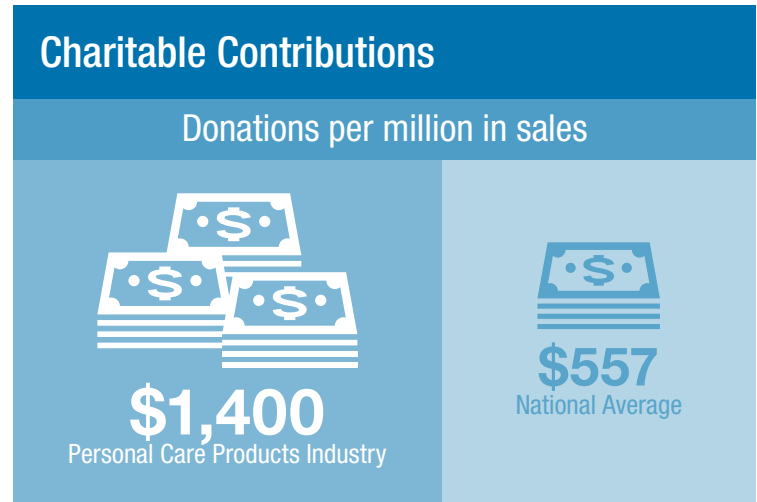 Charitable Contributions
Donations per million in sales
$1,400
Personal Care Products Industry
$557
National Average